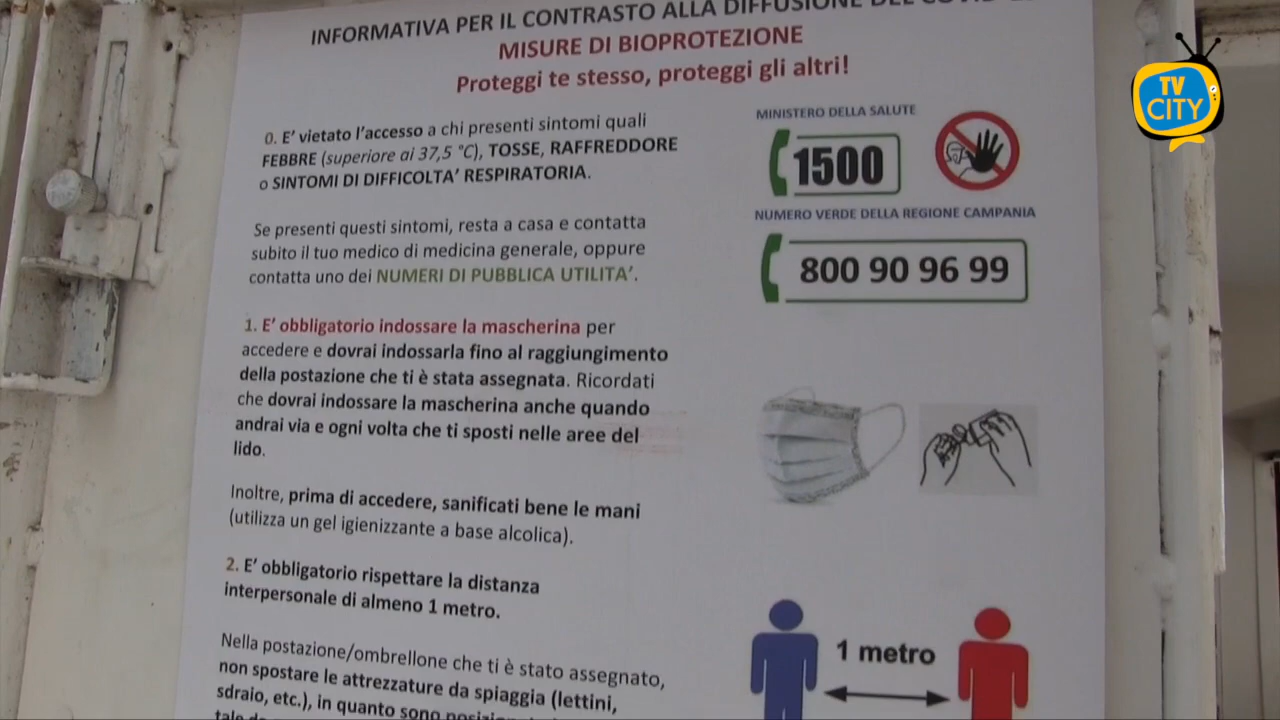 INFORMATIVA PER IL CONTRASTO ALLA DIFFUSIONE DEL
MISURE DI BIOPROTEZIONE
Proteggi te stesso, proteggi gli altri!
TV
CITY
0. E' vietato l'accesso a chi presenti sintomi quali
FEBBRE (superiore ai 37,5 °C), TOSSE, RAFFREDDORE
o SINTOMI DI DIFFICOLTA' RESPIRATORIA.
Se presenti questi sintomi, resta a casa e contatta
subito il tuo medico di medicina generale, oppure
contatta uno dei NUMERI DI PUBBLICA UTILITA'.
MINISTERO DELLA SALUTE
1500
NUMERO VERDE DELLA REGIONE CAMPANIA
800 90 96 99
1. E' obbligatorio indossare la mascherina per
accedere e dovrai indossarla fino al raggiungimento
della postazione che ti è stata assegnata. Ricordati
che dovrai indossare la mascherina anche quando
andrai via e ogni volta che ti sposti nelle aree del
lido.
Inoltre, prima di accedere, sanificati bene le mani
(utilizza un gel igienizzante a base alcolica).
2. E' obbligatorio rispettare la distanza
interpersonale di almeno 1 metro.
1 metro
Nella postazione/ombrellone che ti è stato assegnato,
non spostare le attrezzature da spiaggia (lettini,
sdraio, etc.), in quanto sono